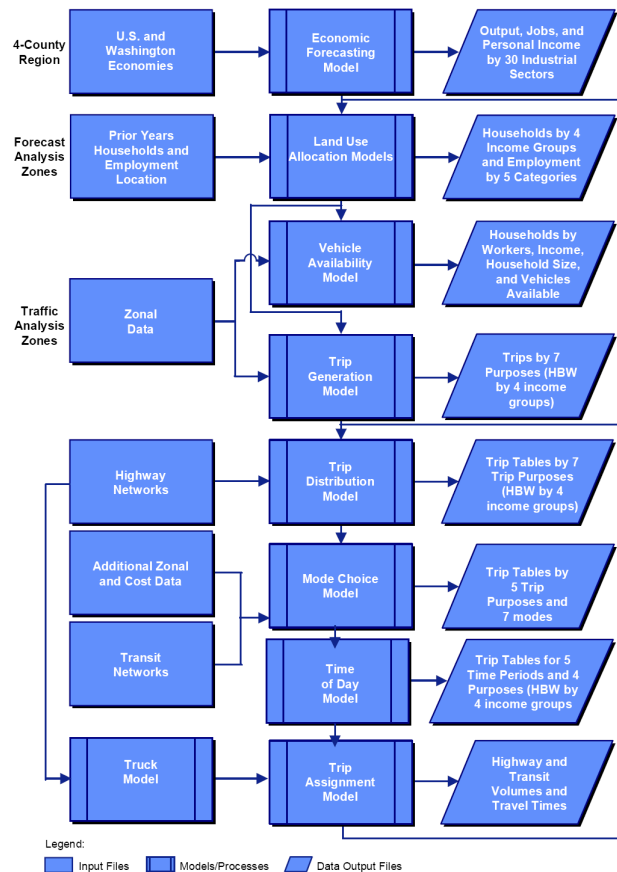 4-County
Region
U.S. and
Washington
Economies
Economic
Forecasting
Model
Output, Jobs, and
Personal Income
by 30 Industrial
Sectors
Forecast
Analysis
Zones
Prior Years
Households and
Employment
Location
Land Use
Allocation Models
Households by 4
Income Groups
and Employment
by 5 Categories
Vehicle
Availability
Model
Households by
Workers, Income,
Household Size,
and Vehicles
Available
Traffic
Analysis
Zones
Zonal
Data
Trip
Generation
Model
Trips by 7
Purposes (HBW
by 4 income
groups)
Highway
Networks
Trip
Distribution
Model
Trip Tables by 7
Trip Purposes
(HBW by 4
income groups)
Additional Zonal
and Cost Data
Mode Choice
Model
Trip Tables by
5 Trip
Purposes and
7 modes
Transit
Networks
Time
of Day
Model
Trip Tables for 5
Time Periods and 4
Purposes (HBW by
4 income groups
Truck
Model
Trip
Assignment
Model
Highway and
Transit
Volumes and
Travel Times
Legend:
Input Files
Models/Processes
Data Output Files